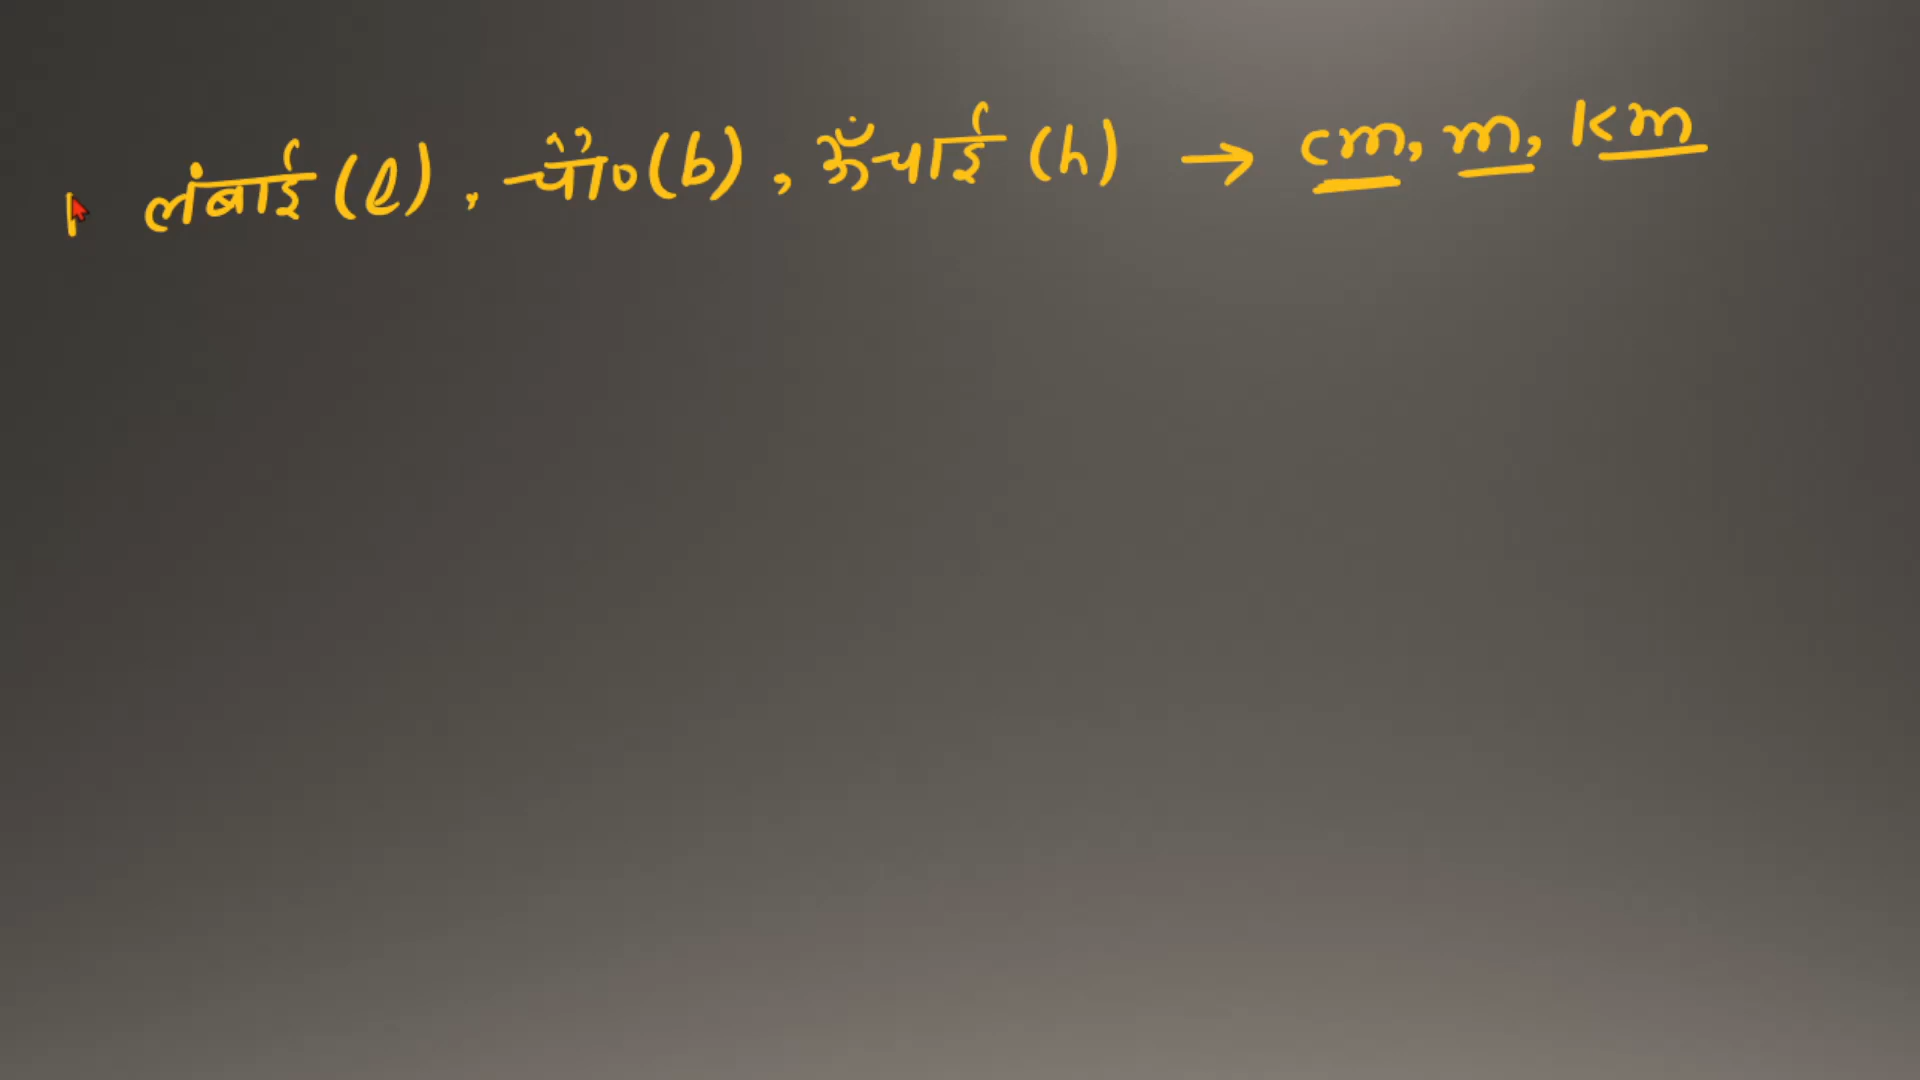 लंबाई (l), चौ० (b), ऊँचाई (h) → cm, m, km